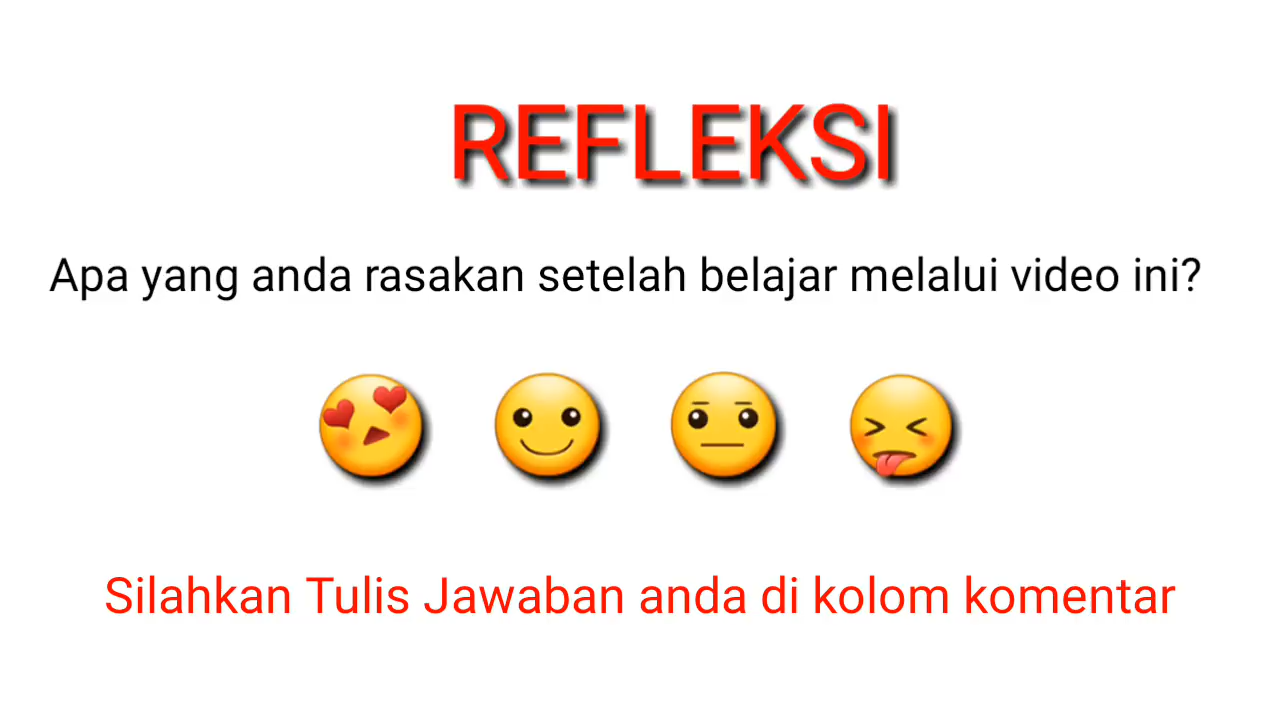 REFLEKSI
Apa yang anda rasakan setelah belajar melalui video ini?
Silahkan Tulis Jawaban anda di kolom komentar